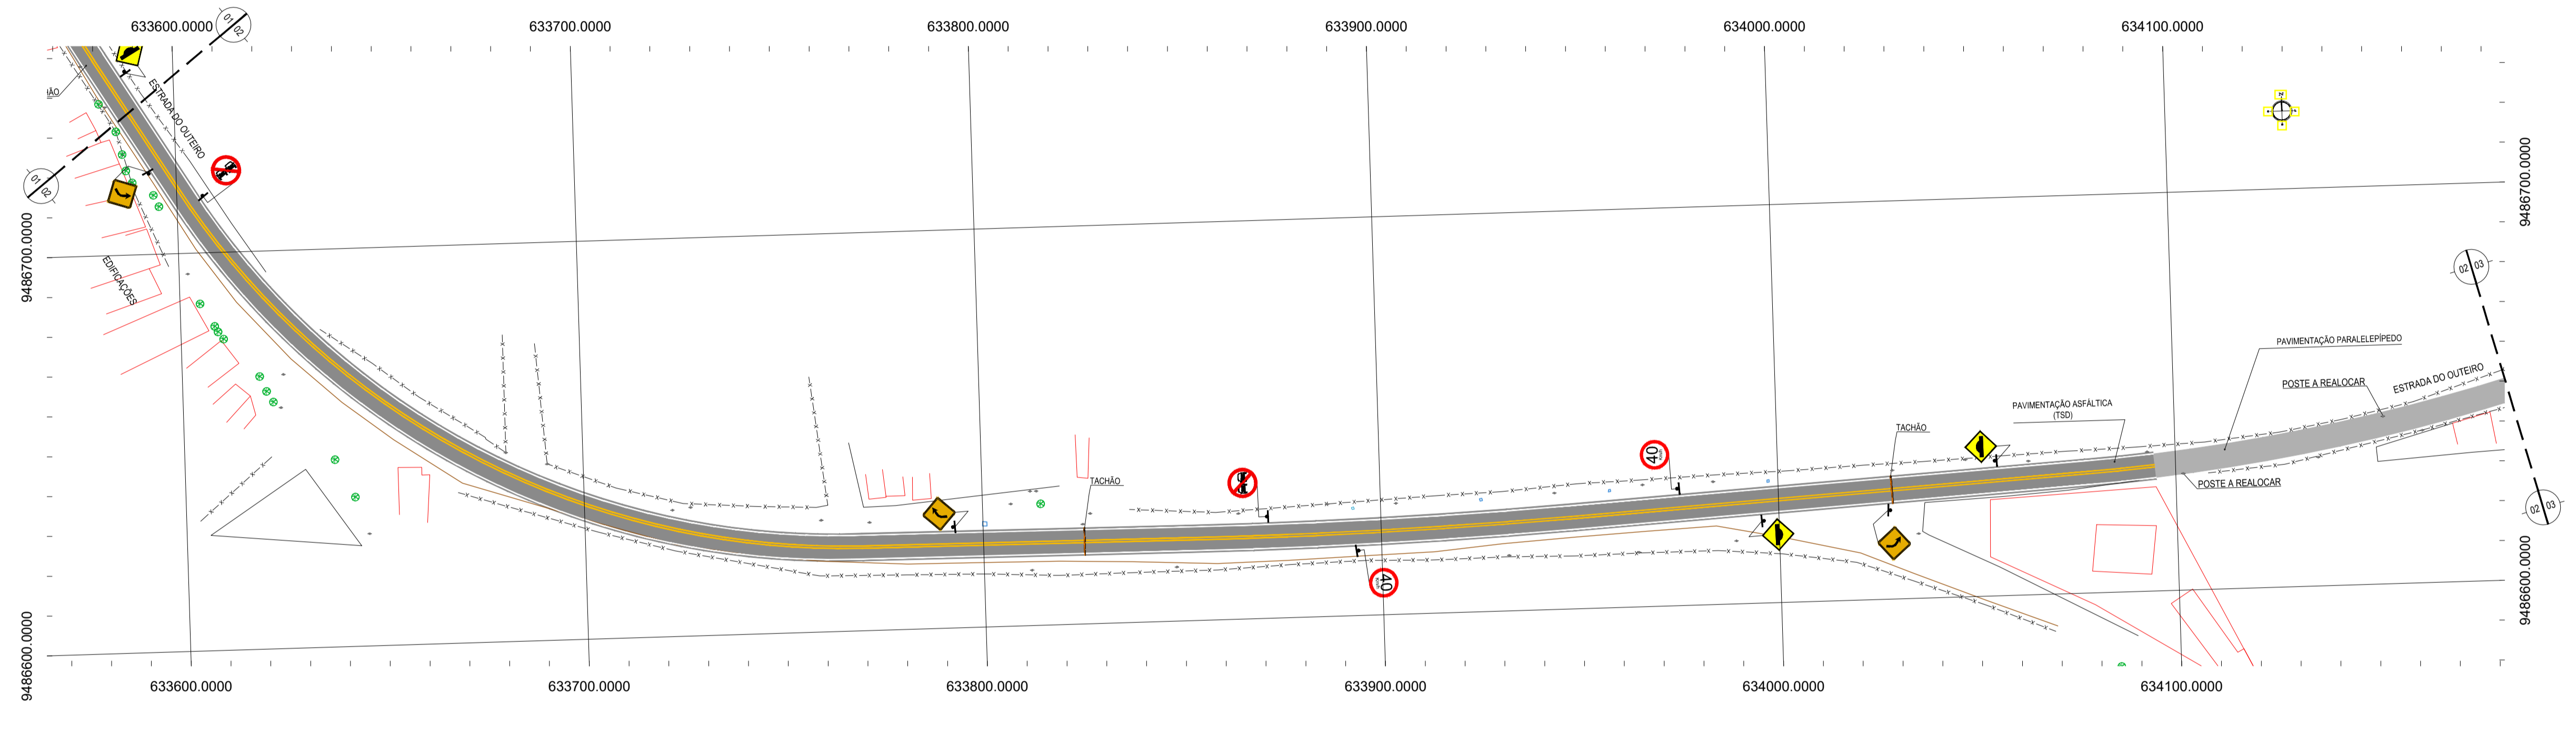 633600.0000
633700.0000
633800.0000
633900.0000
634000.0000
634100.0000
01
02
HÃO
ESTRADA DO OUTEIRO
01
02
9486700.0000
9486700.0000
EDIFICAÇÕES
02
03
PAVIMENTAÇÃO PARALELEPÍPEDO
POSTE A REALOCAR
ESTRADA DO OUTEIRO
PAVIMENTAÇÃO ASFÁLTICA
(TSD)
TACHÃO
40
TACHÃO
POSTE A REALOCAR
02
03
40
9486600.0000
9486600.0000
633600.0000
633700.0000
633800.0000
633900.0000
634000.0000
634100.0000